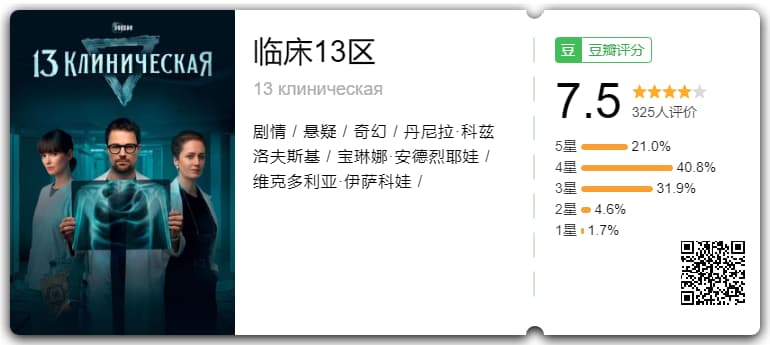 иви
13 КЛИНИЧЕСКАЯ
临床13区
13 клиническая
剧情 / 悬疑 / 奇幻 / 丹尼拉·科兹
洛夫斯基 / 宝琳娜·安德烈耶娃 /
维克多利亚·伊萨科娃 /
豆 豆瓣评分
7.5
325人评价
5星 21.0%
4星 40.8%
3星 31.9%
2星 4.6%
1星 1.7%